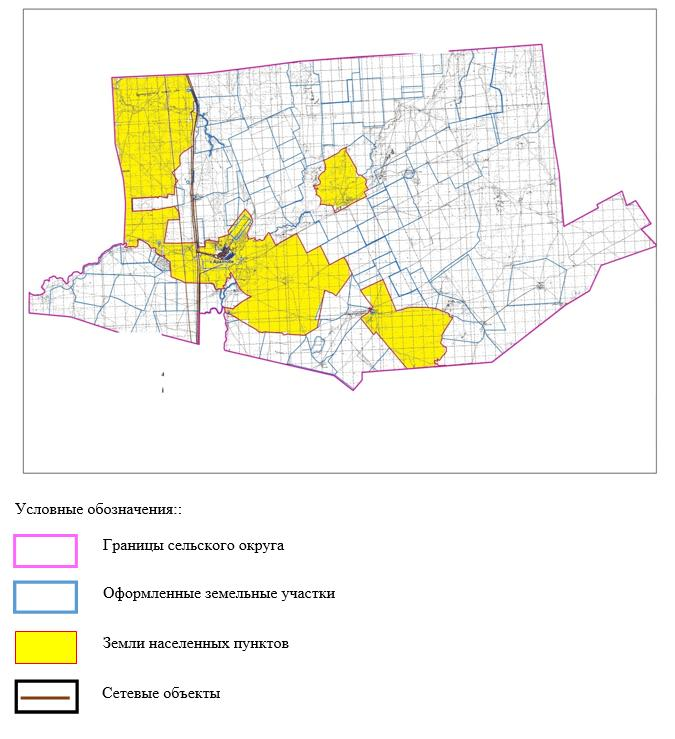 Условные обозначения::
Границы сельского округа
Оформленные земельные участки
Земли населенных пунктов
Сетевые объекты